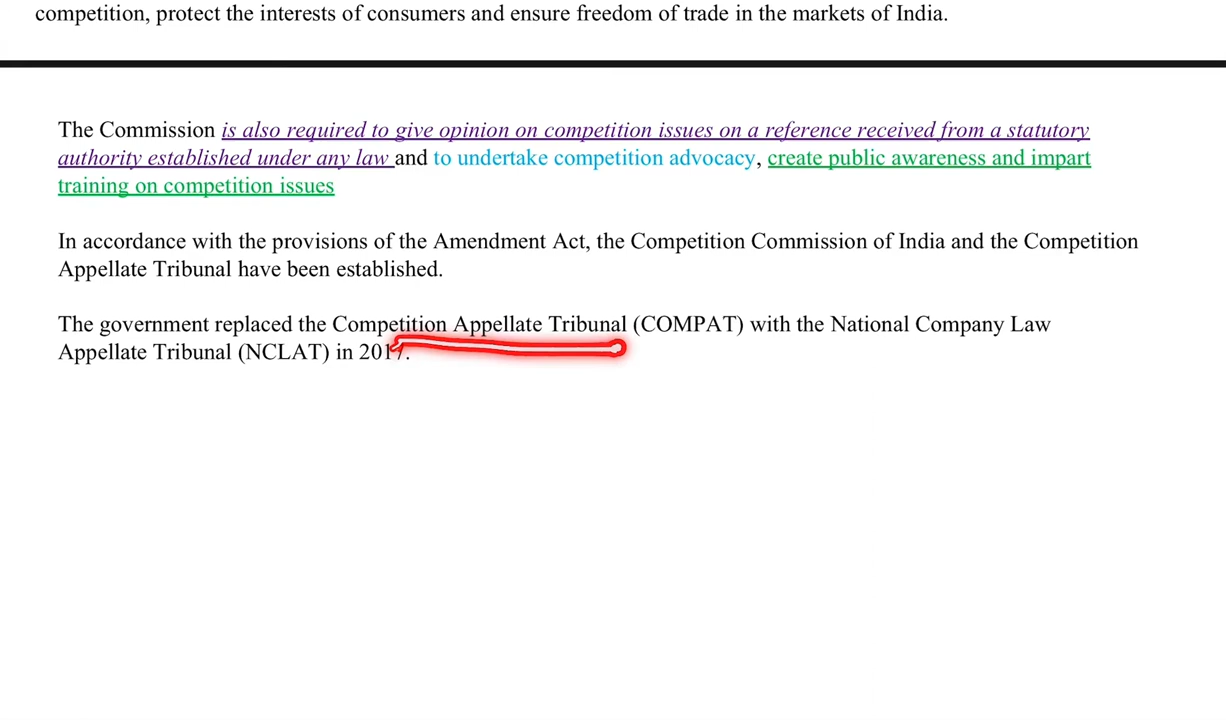 competition, protect the interests of consumers and ensure freedom of trade in the markets of India.
The Commission is also required to give opinion on competition issues on a reference received from a statutory
authority established under any law and to undertake competition advocacy, create public awareness and impart
training on competition issues
In accordance with the provisions of the Amendment Act, the Competition Commission of India and the Competition
Appellate Tribunal have been established.
The government replaced the Competition Appellate Tribunal (COMPAT) with the National Company Law
Appellate Tribunal (NCLAT) in 2017.